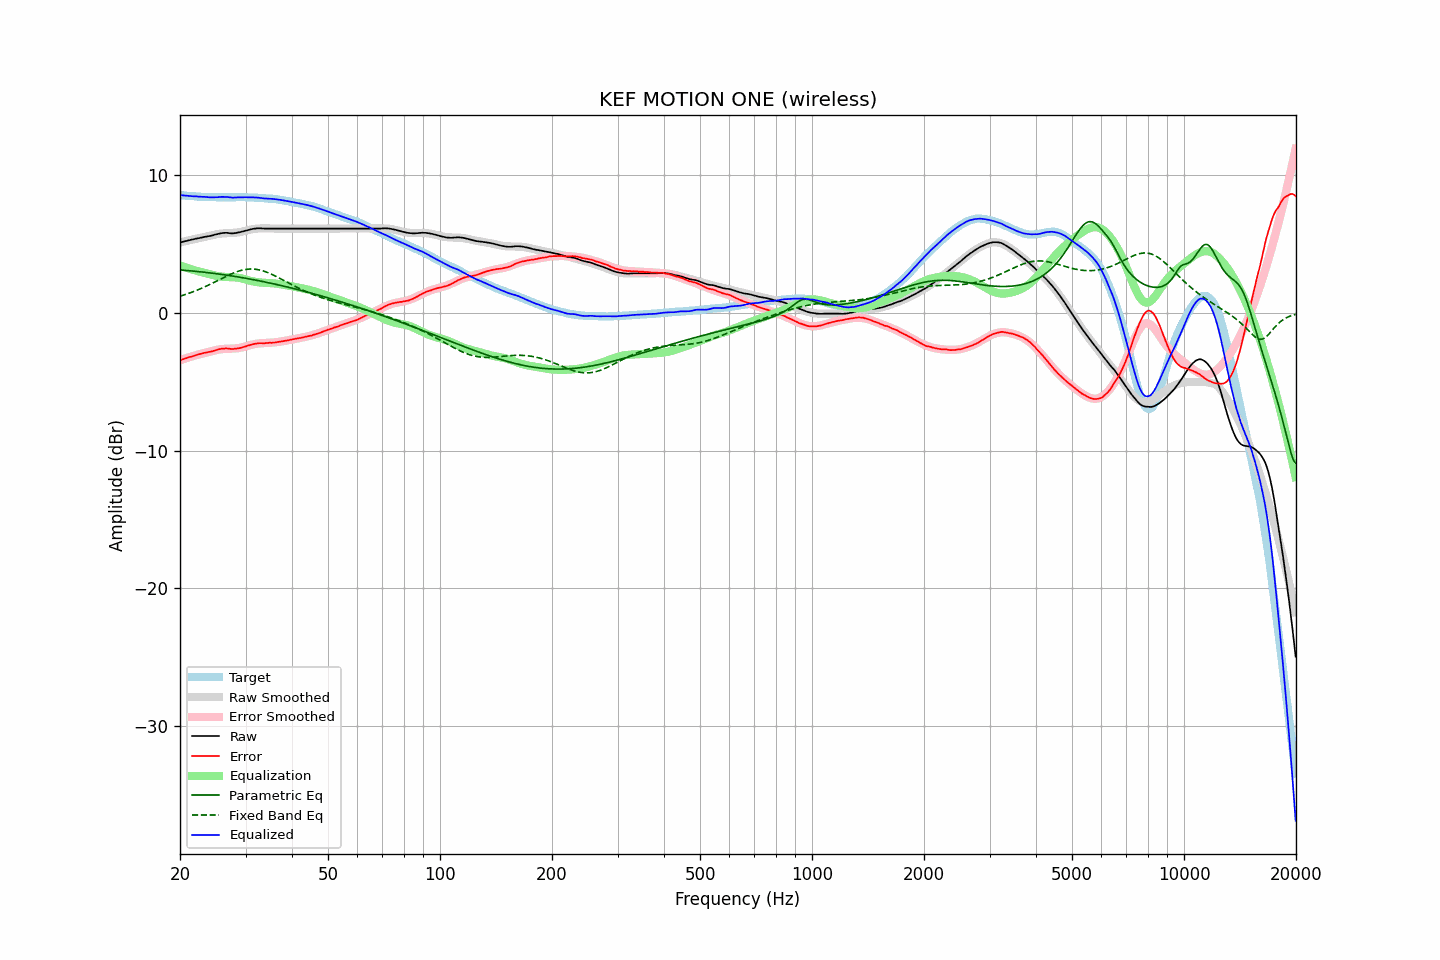 KEF MOTION ONE (wireless)
10
0
−10
−20
−30
Amplitude (dBr)
Target
Raw Smoothed
Error Smoothed
Raw
Error
Equalization
Parametric Eq
Fixed Band Eq
Equalized
20 50 100 200 500 1000 2000 5000 10000 20000
Frequency (Hz)